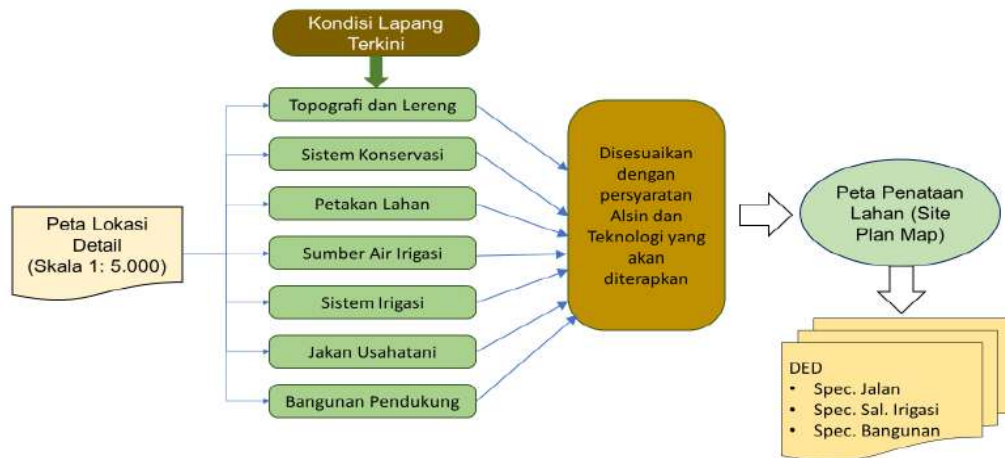 Kondisi Lapang
Terkini
Topografi dan Lereng
Sistem Konservasi
Petakan Lahan
Sumber Air Irigasi
Sistem Irigasi
Jakan Usahatani
Bangunan Pendukung
Peta Lokasi
Detail
(Skala 1: 5.000)
Disesuaikan
dengan
persyaratan
Alsin dan
Teknologi yang
akan
diterapkan
Peta Penataan
Lahan (Site
Plan Map)
DED
• Spec. Jalan
• Spec. Sal. Irigasi
• Spec. Bangunan